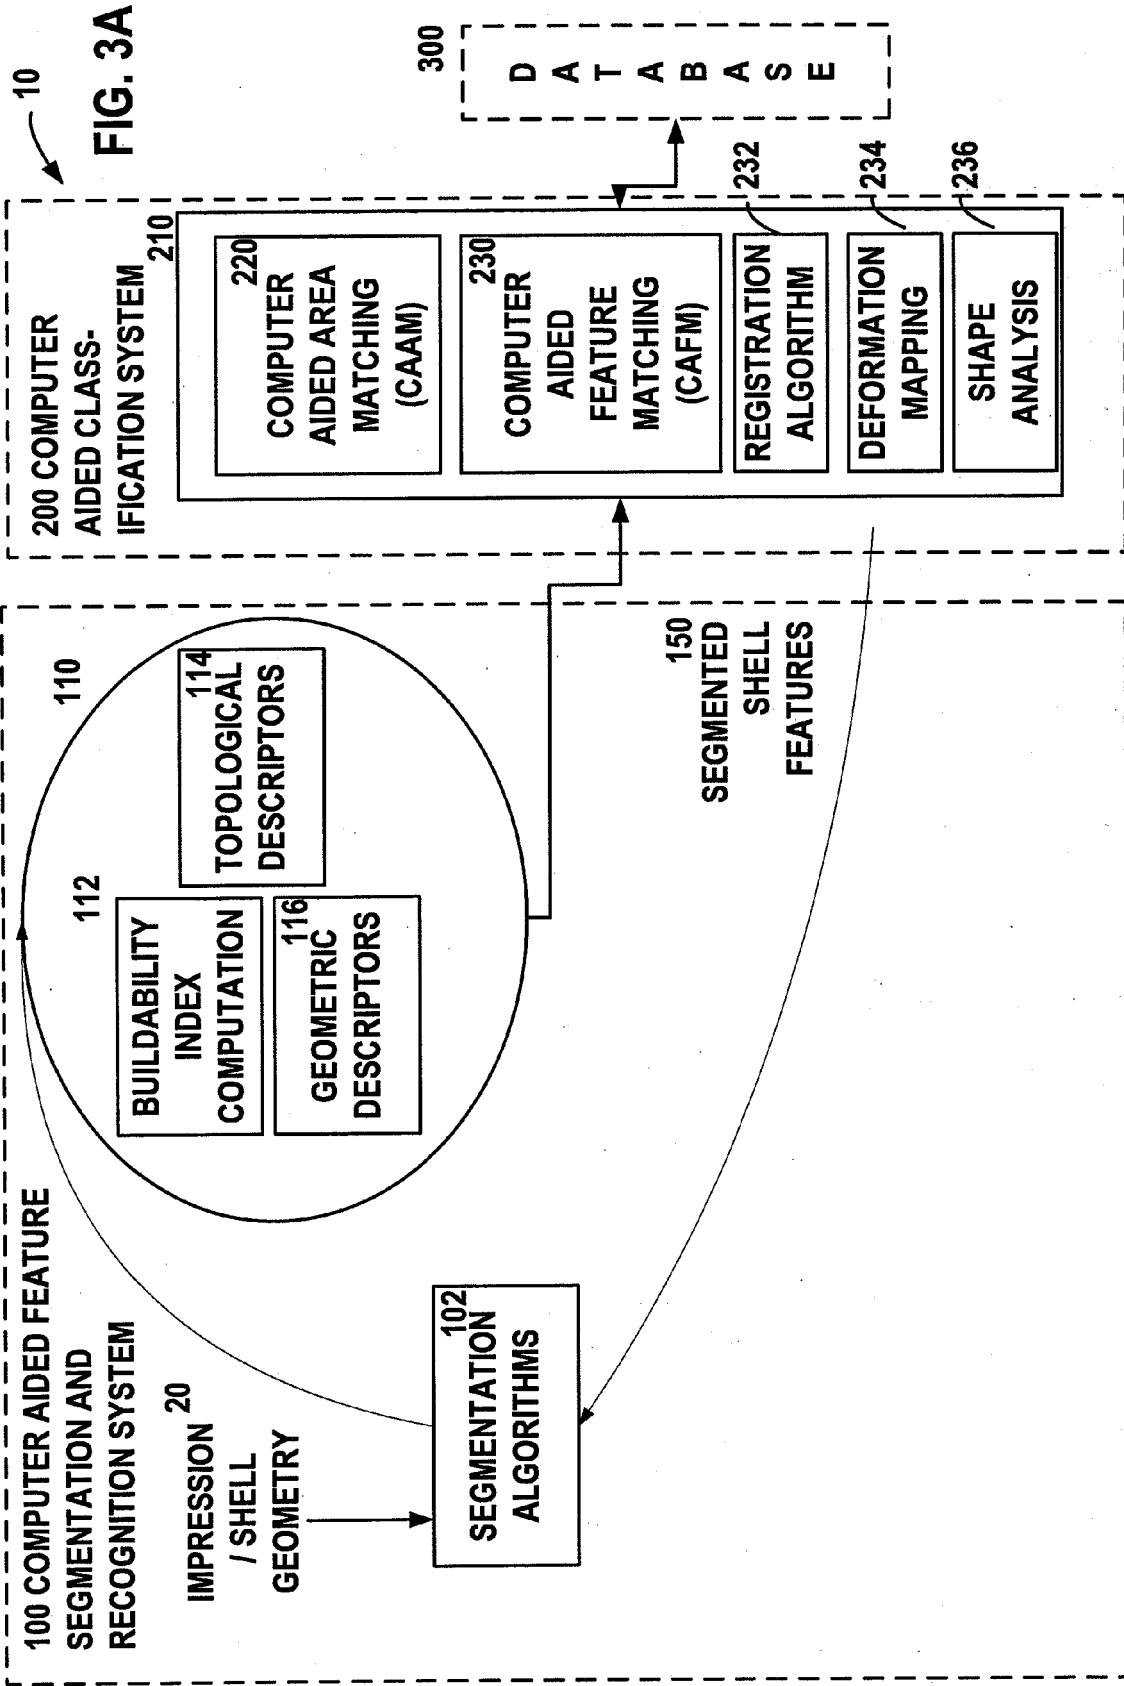 FIG. 3A
10
100 COMPUTER AIDED FEATURE
SEGMENTATION AND
RECOGNITION SYSTEM
20
IMPRESSION
/ SHELL
GEOMETRY
102
SEGMENTATION
ALGORITHMS
110
112
BUILDABILITY
INDEX
COMPUTATION
114
TOPOLOGICAL
DESCRIPTORS
116
GEOMETRIC
DESCRIPTORS
150
SEGMENTED
SHELL
FEATURES
200 COMPUTER
AIDED CLASS-
IFICATION SYSTEM
210
220
COMPUTER
AIDED AREA
MATCHING
(CAAM)
230
COMPUTER
AIDED
FEATURE
MATCHING
(CAFM)
232
REGISTRATION
ALGORITHM
234
DEFORMATION
MAPPING
236
SHAPE
ANALYSIS
300
D
A
T
A
B
A
S
E